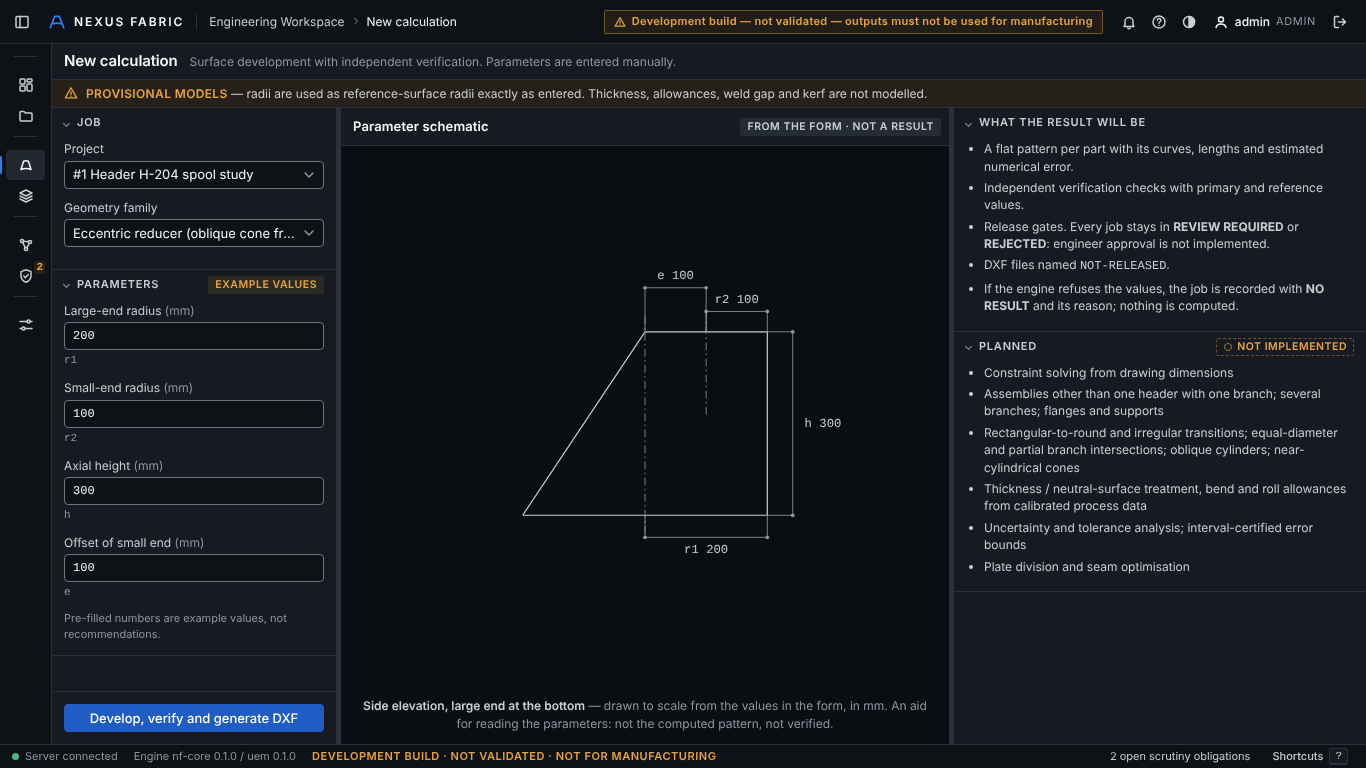 NEXUS FABRIC
Engineering Workspace > New calculation
Development build — not validated — outputs must not be used for manufacturing
admin ADMIN
New calculation
Surface development with independent verification. Parameters are entered manually.
PROVISIONAL MODELS — radii are used as reference-surface radii exactly as entered. Thickness, allowances, weld gap and kerf are not modelled.
2
JOB
Project
#1 Header H-204 spool study
Geometry family
Eccentric reducer (oblique cone fr...
PARAMETERS
EXAMPLE VALUES
Large-end radius (mm)
200
r1
Small-end radius (mm)
100
r2
Axial height (mm)
300
h
Offset of small end (mm)
100
e
Pre-filled numbers are example values, not
recommendations.
Develop, verify and generate DXF
Parameter schematic
FROM THE FORM · NOT A RESULT
e 100
r2 100
h 300
r1 200
Side elevation, large end at the bottom — drawn to scale from the values in the form, in mm. An aid
for reading the parameters: not the computed pattern, not verified.
WHAT THE RESULT WILL BE
• A flat pattern per part with its curves, lengths and estimated
numerical error.
• Independent verification checks with primary and reference
values.
• Release gates. Every job stays in REVIEW REQUIRED or
REJECTED: engineer approval is not implemented.
• DXF files named NOT-RELEASED.
• If the engine refuses the values, the job is recorded with NO
RESULT and its reason; nothing is computed.
PLANNED
NOT IMPLEMENTED
• Constraint solving from drawing dimensions
• Assemblies other than one header with one branch; several
branches; flanges and supports
• Rectangular-to-round and irregular transitions; equal-diameter
and partial branch intersections; oblique cylinders; near-
cylindrical cones
• Thickness / neutral-surface treatment, bend and roll allowances
from calibrated process data
• Uncertainty and tolerance analysis; interval-certified error
bounds
• Plate division and seam optimisation
Server connected
Engine nf-core 0.1.0 / uem 0.1.0
DEVELOPMENT BUILD · NOT VALIDATED · NOT FOR MANUFACTURING
2 open scrutiny obligations
Shortcuts ?